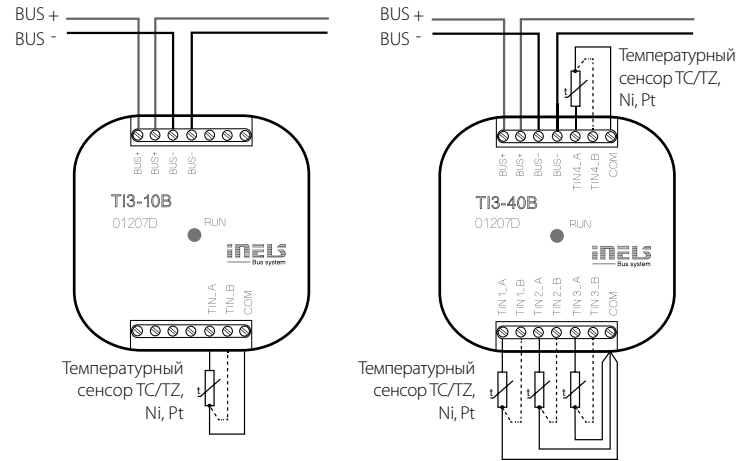 BUS +
BUS -
BUS+
BUS+
BUS-
BUS-
TI3-10B
01207D
RUN
inELS
Bus system
TIN_A
TIN_B
COM
Температурный
сенсор TC/TZ,
Ni, Pt
BUS +
BUS -
Температурный
сенсор TC/TZ,
Ni, Pt
t
BUS+
BUS+
BUS-
BUS-
TIN4_A
TIN4_B
COM
TI3-40B
01207D
RUN
inELS
Bus system
TIN1_A
TIN1_B
TIN2_A
TIN2_B
TIN3_A
TIN3_B
COM
Температурный
сенсор TC/TZ,
Ni, Pt
t
t
t
t